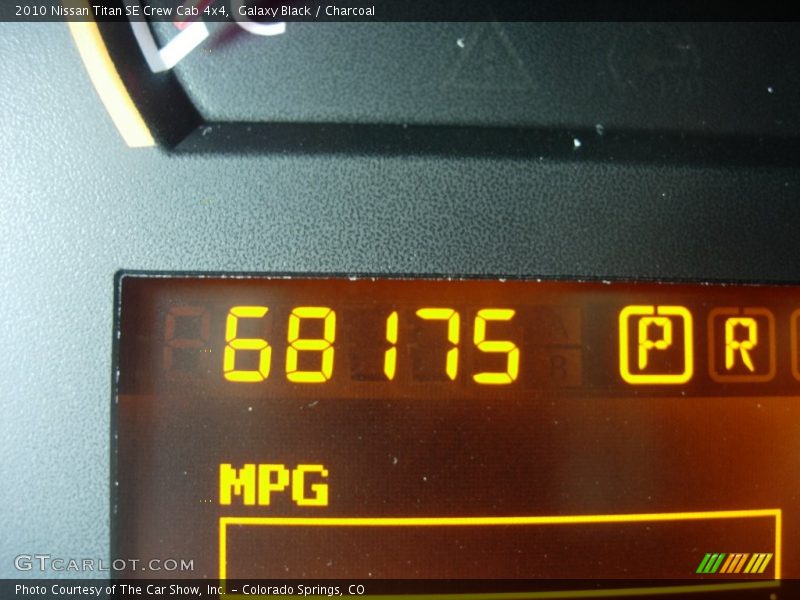 2010 Nissan Titan SE Crew Cab 4x4, Galaxy Black / Charcoal
68175 P R
MPG
GTCARLOT.COM
Photo Courtesy of The Car Show, Inc. - Colorado Springs, CO